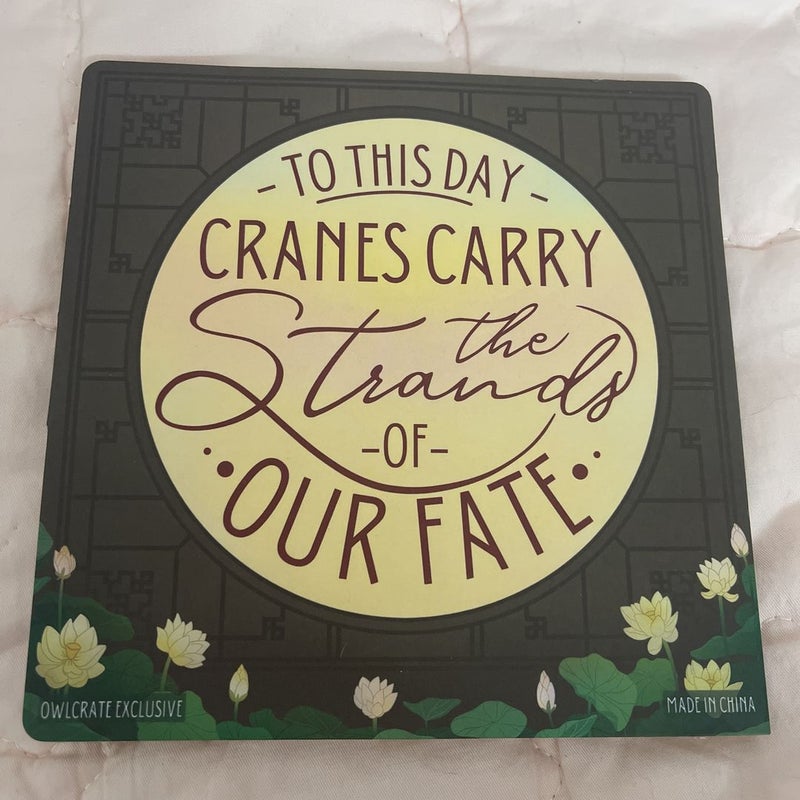 - TO THIS DAY -
CRANES CARRY
the
Strands
-OF-
OUR FATE
OWLCRATE EXCLUSIVE
MADE IN CHINA